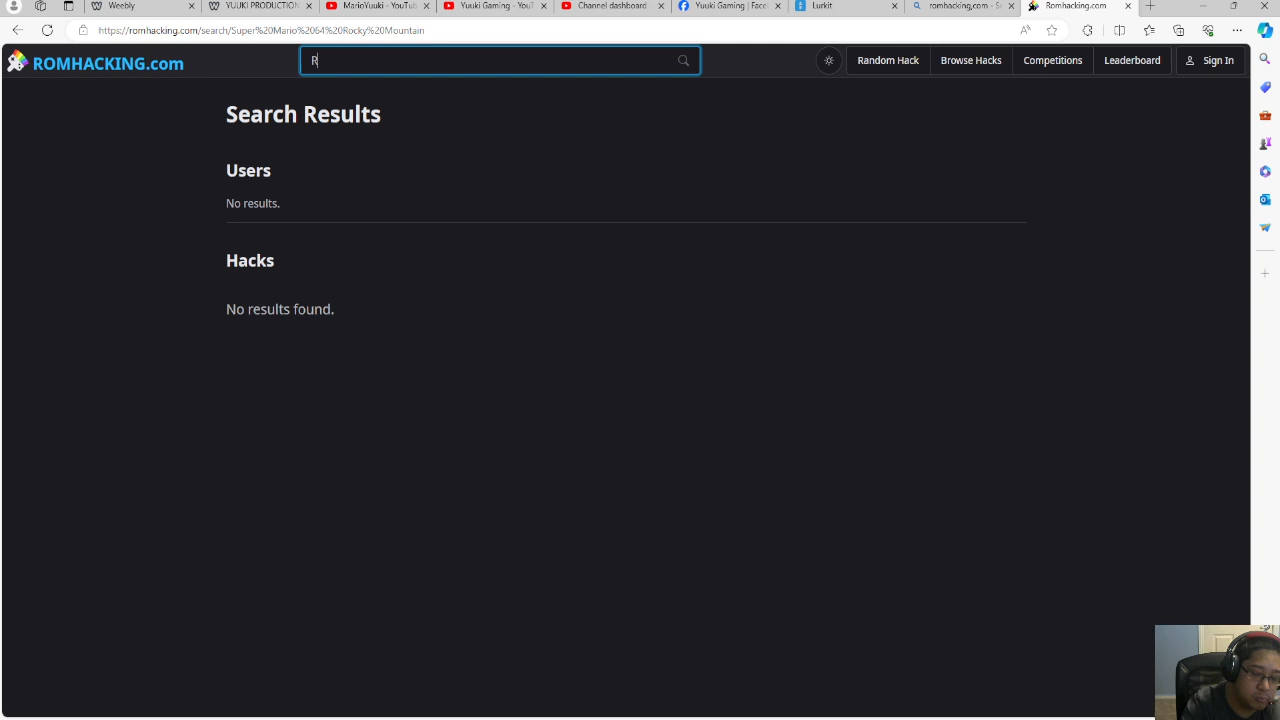 Weebly
YUUKI PRODUCTION
MarioYuuki - YouTub
Yuuki Gaming - YouT
Channel dashboard
Yuuki Gaming | Faceb
Lurkit
romhacking.com - Se
Romhacking.com
https://romhacking.com/search/Super%20Mario%2064%20Rocky%20Mountain
ROMHACKING.com
R
Random Hack
Browse Hacks
Competitions
Leaderboard
Sign In
Search Results
Users
No results.
Hacks
No results found.